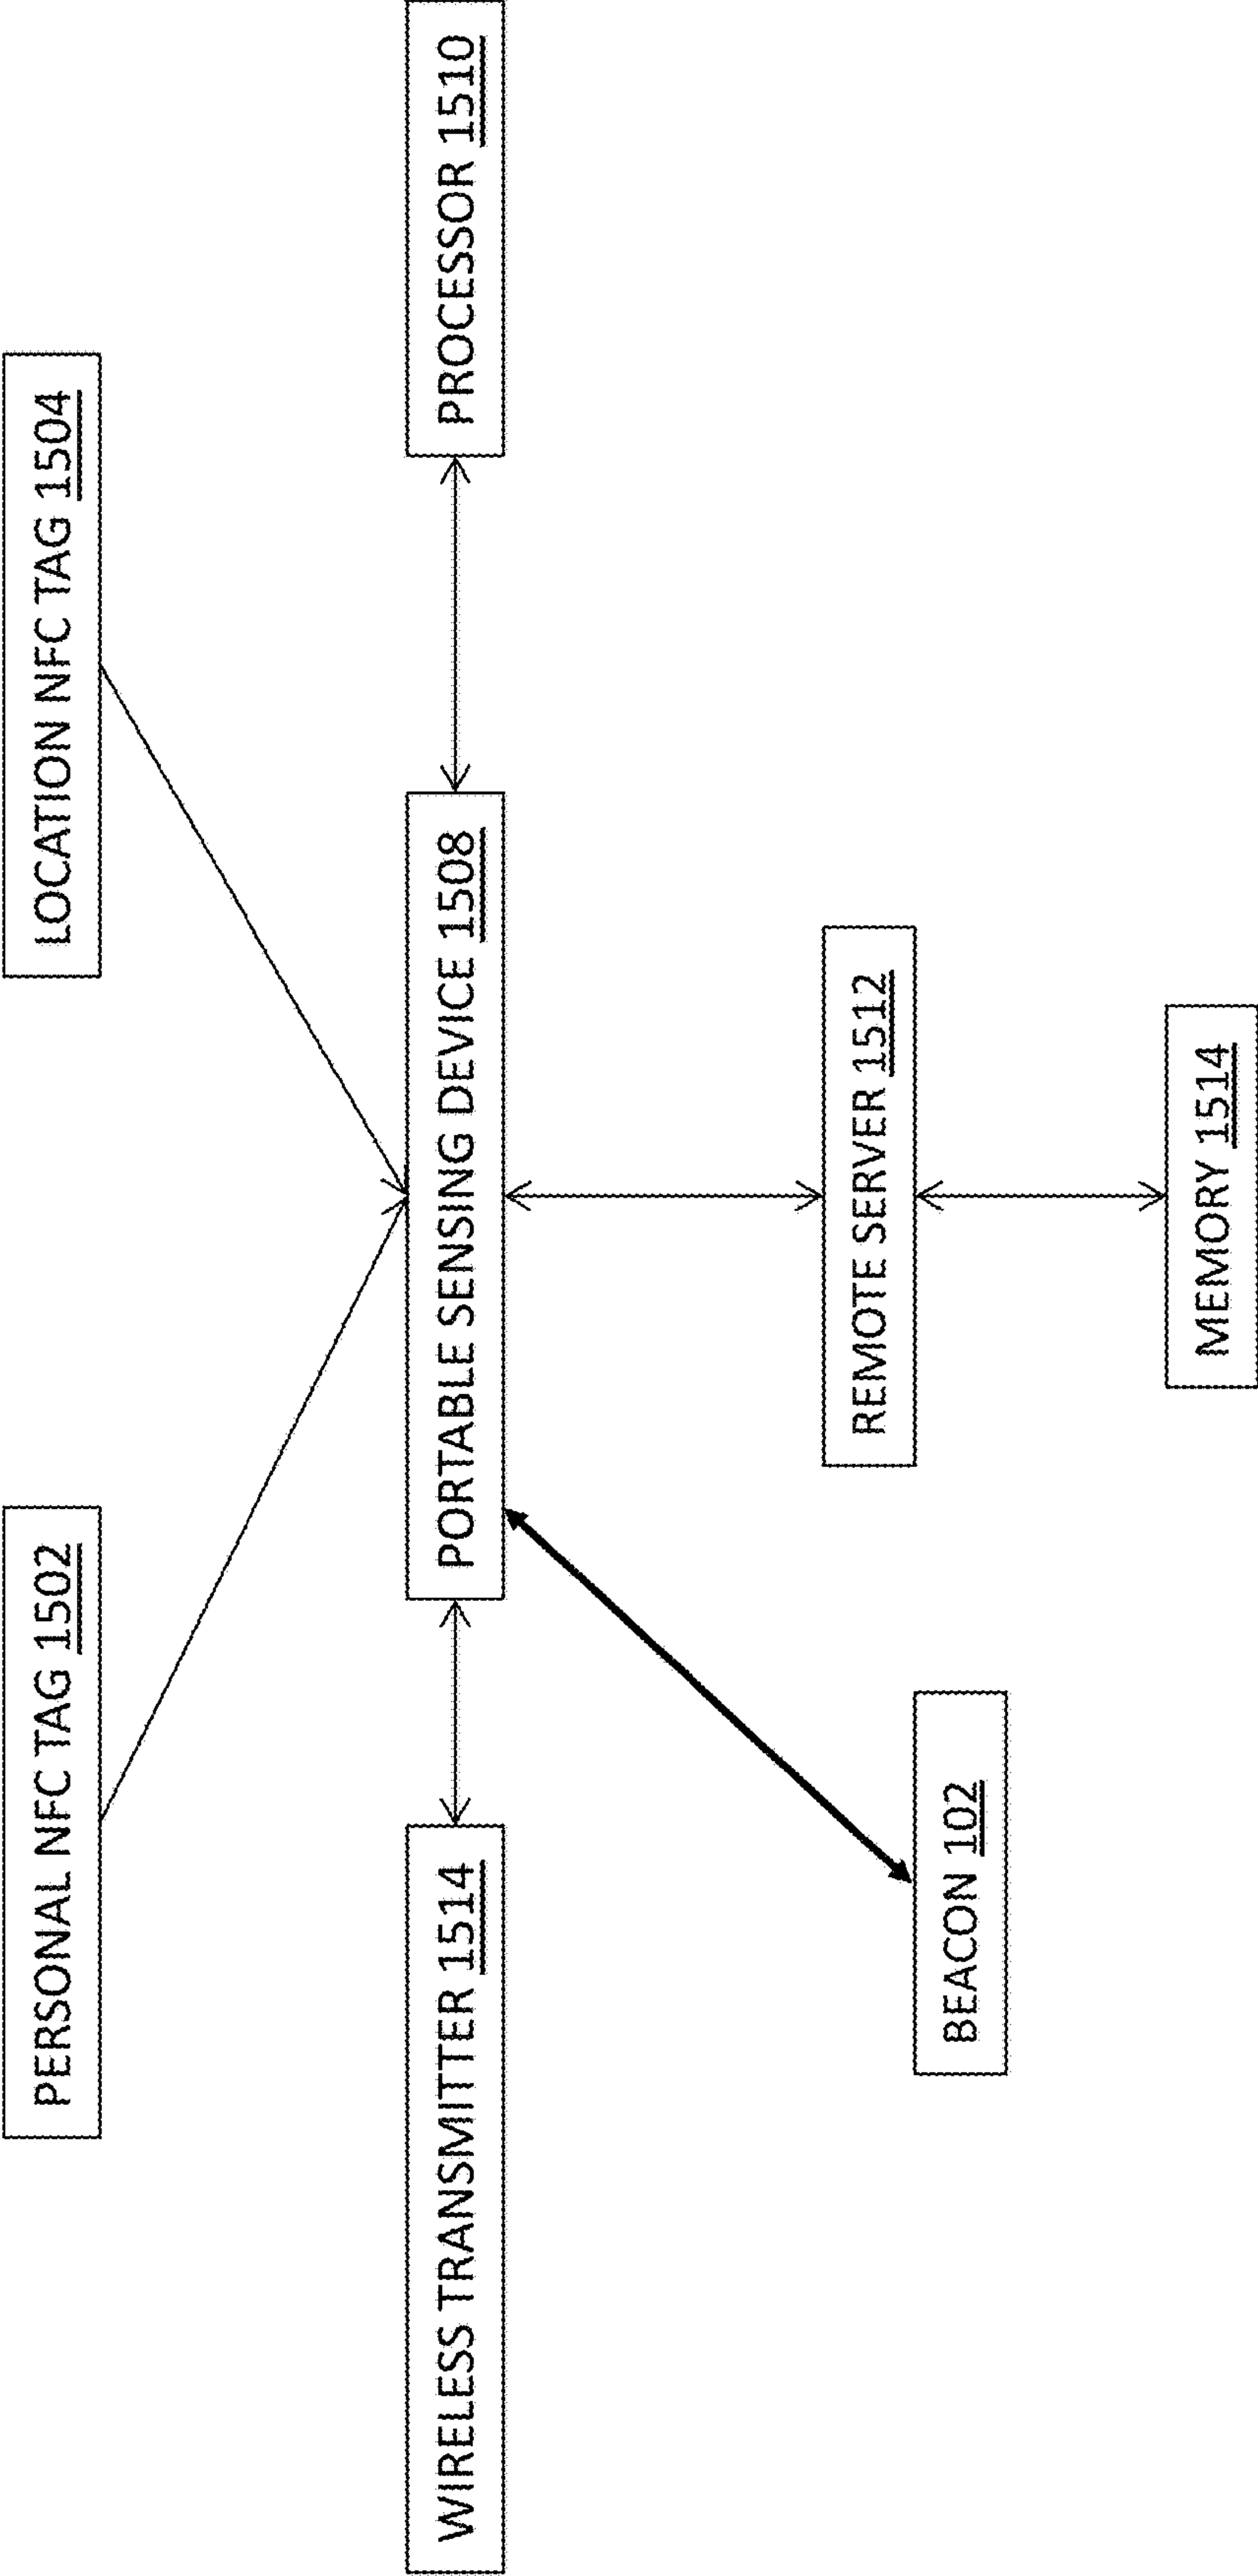 PERSONAL NFC TAG 1502
LOCATION NFC TAG 1504
WIRELESS TRANSMITTER 1514
PORTABLE SENSING DEVICE 1508
PROCESSOR 1510
REMOTE SERVER 1512
BEACON 102
MEMORY 1514